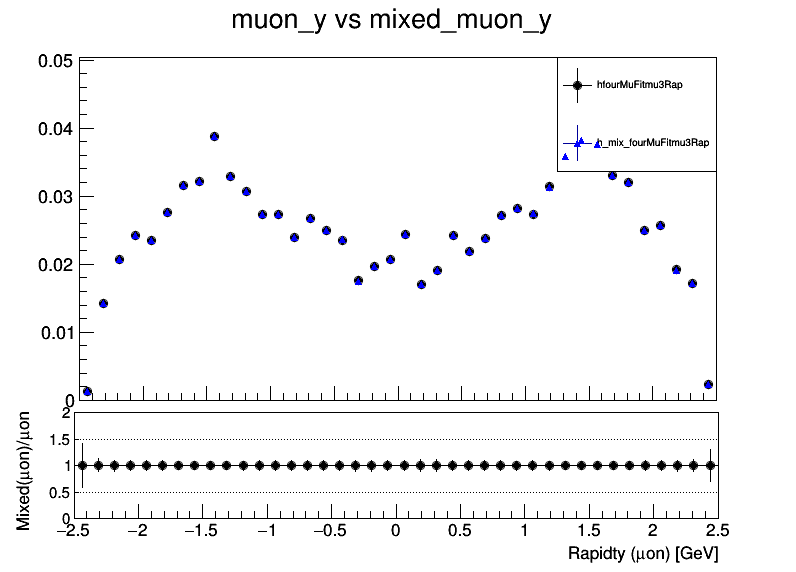 muon_y vs mixed_muon_y
0.05
0.04
0.03
0.02
0.01
0
hfourMuFitmu3Rap
h_mix_fourMuFitmu3Rap
Mixed(μon)/μon
2
1.5
1
0.5
0
−2.5 −2 −1.5 −1 −0.5 0 0.5 1 1.5 2 2.5
Rapidty (μon) [GeV]